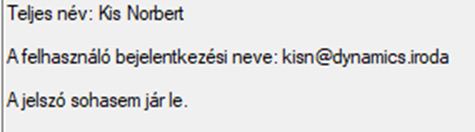 Teljes név: Kis Norbert
A felhasználó bejelentkezési neve: kisn@dynamics.iroda
A jelszó sohasem jár le.